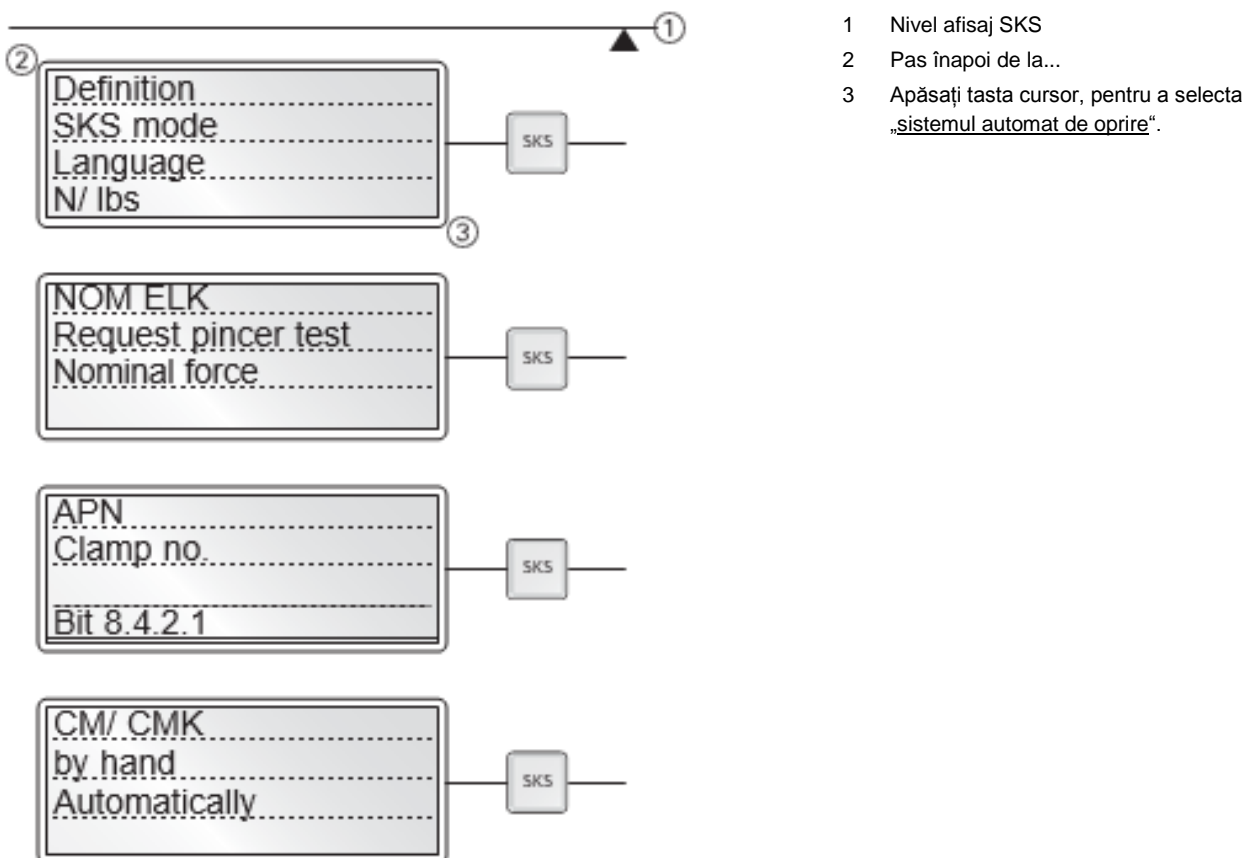 ①
②
Definition
SKS mode
Language
N/ lbs
SKS
③
NOM ELK
Request pincer test
Nominal force
SKS
APN
Clamp no.
Bit 8.4.2.1
SKS
CM/ CMK
by hand
Automatically
SKS
1 Nivel afisaj SKS
2 Pas înapoi de la...
3 Apăsați tasta cursor, pentru a selecta
„sistemul automat de oprire“.